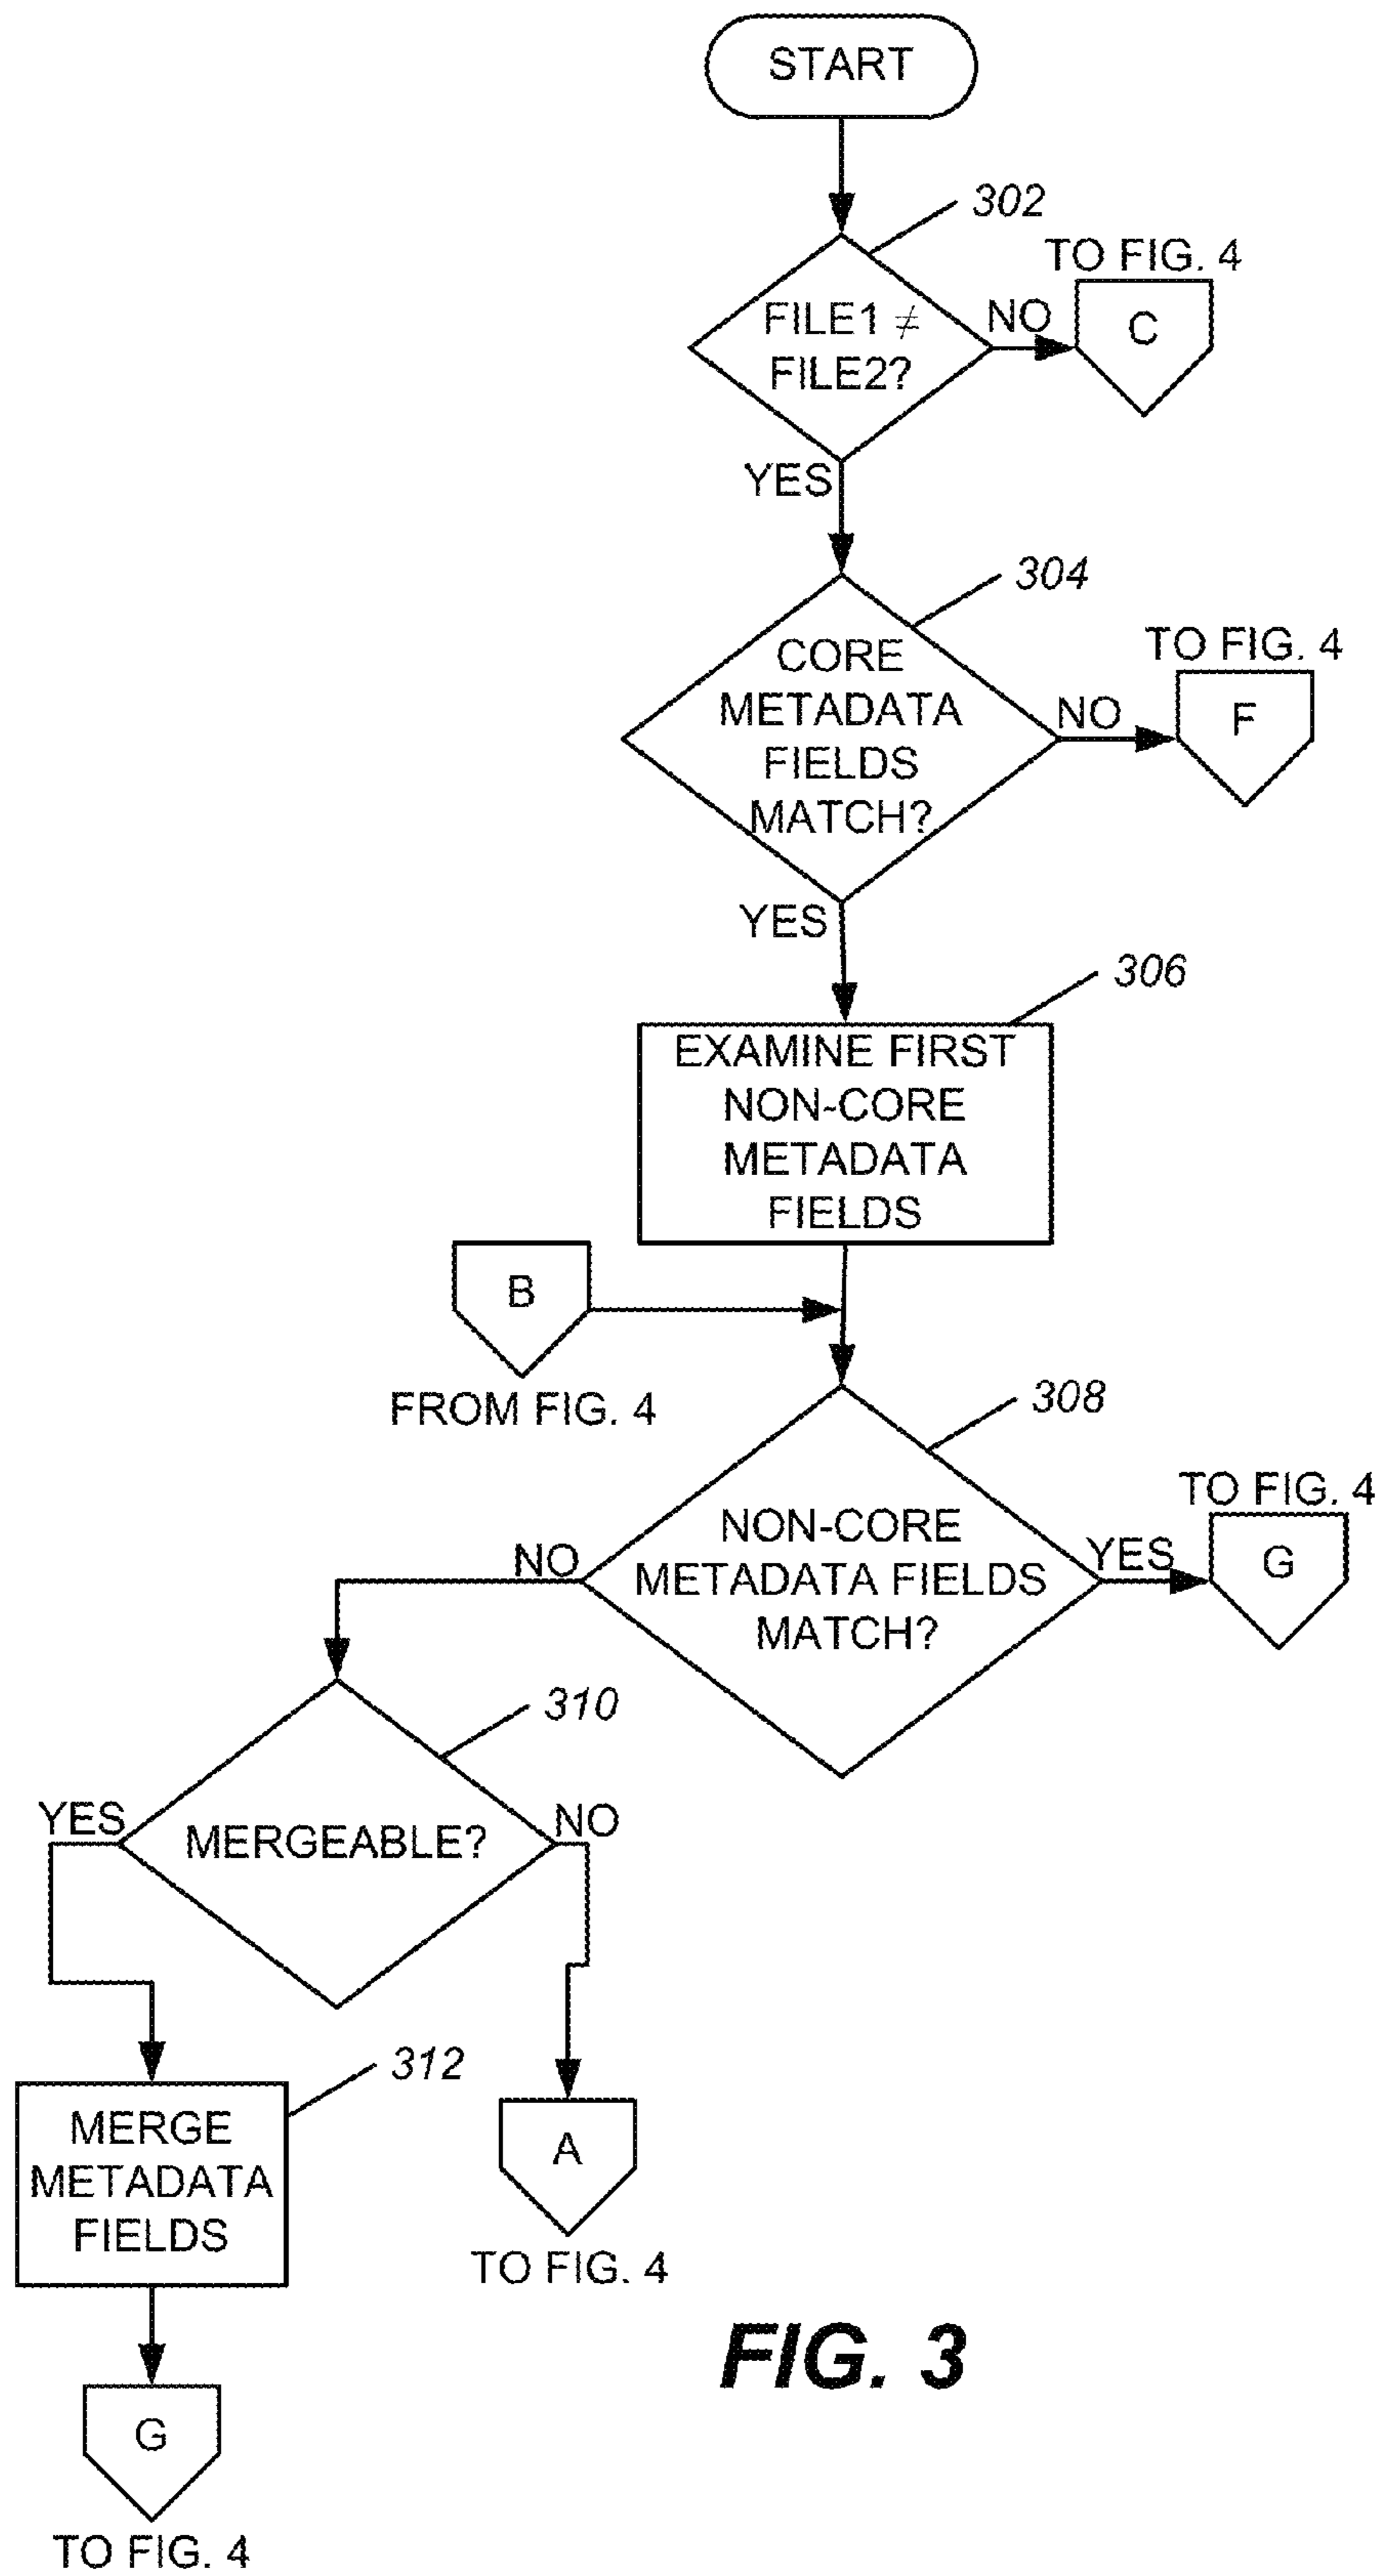 START
302
TO FIG. 4
FILE1 ≠
FILE2?
NO
C
YES
304
CORE
METADATA
FIELDS
MATCH?
TO FIG. 4
NO
F
YES
306
EXAMINE FIRST
NON-CORE
METADATA
FIELDS
B
FROM FIG. 4
308
NON-CORE
METADATA FIELDS
MATCH?
TO FIG. 4
YES
G
NO
310
YES
MERGEABLE?
NO
312
MERGE
METADATA
FIELDS
A
TO FIG. 4
FIG. 3
G
TO FIG. 4